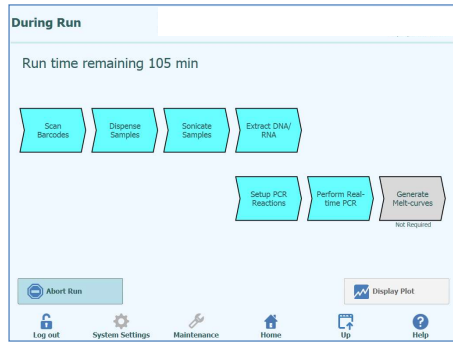 During Run
Run time remaining 105 min
Scan
Barcodes
Dispense
Samples
Sonicate
Samples
Extract DNA/
RNA
Setup PCR
Reactions
Perform Real-
time PCR
Generate
Melt-curves
Not Required
Abort Run
Display Plot
Log out
System Settings
Maintenance
Home
Up
Help